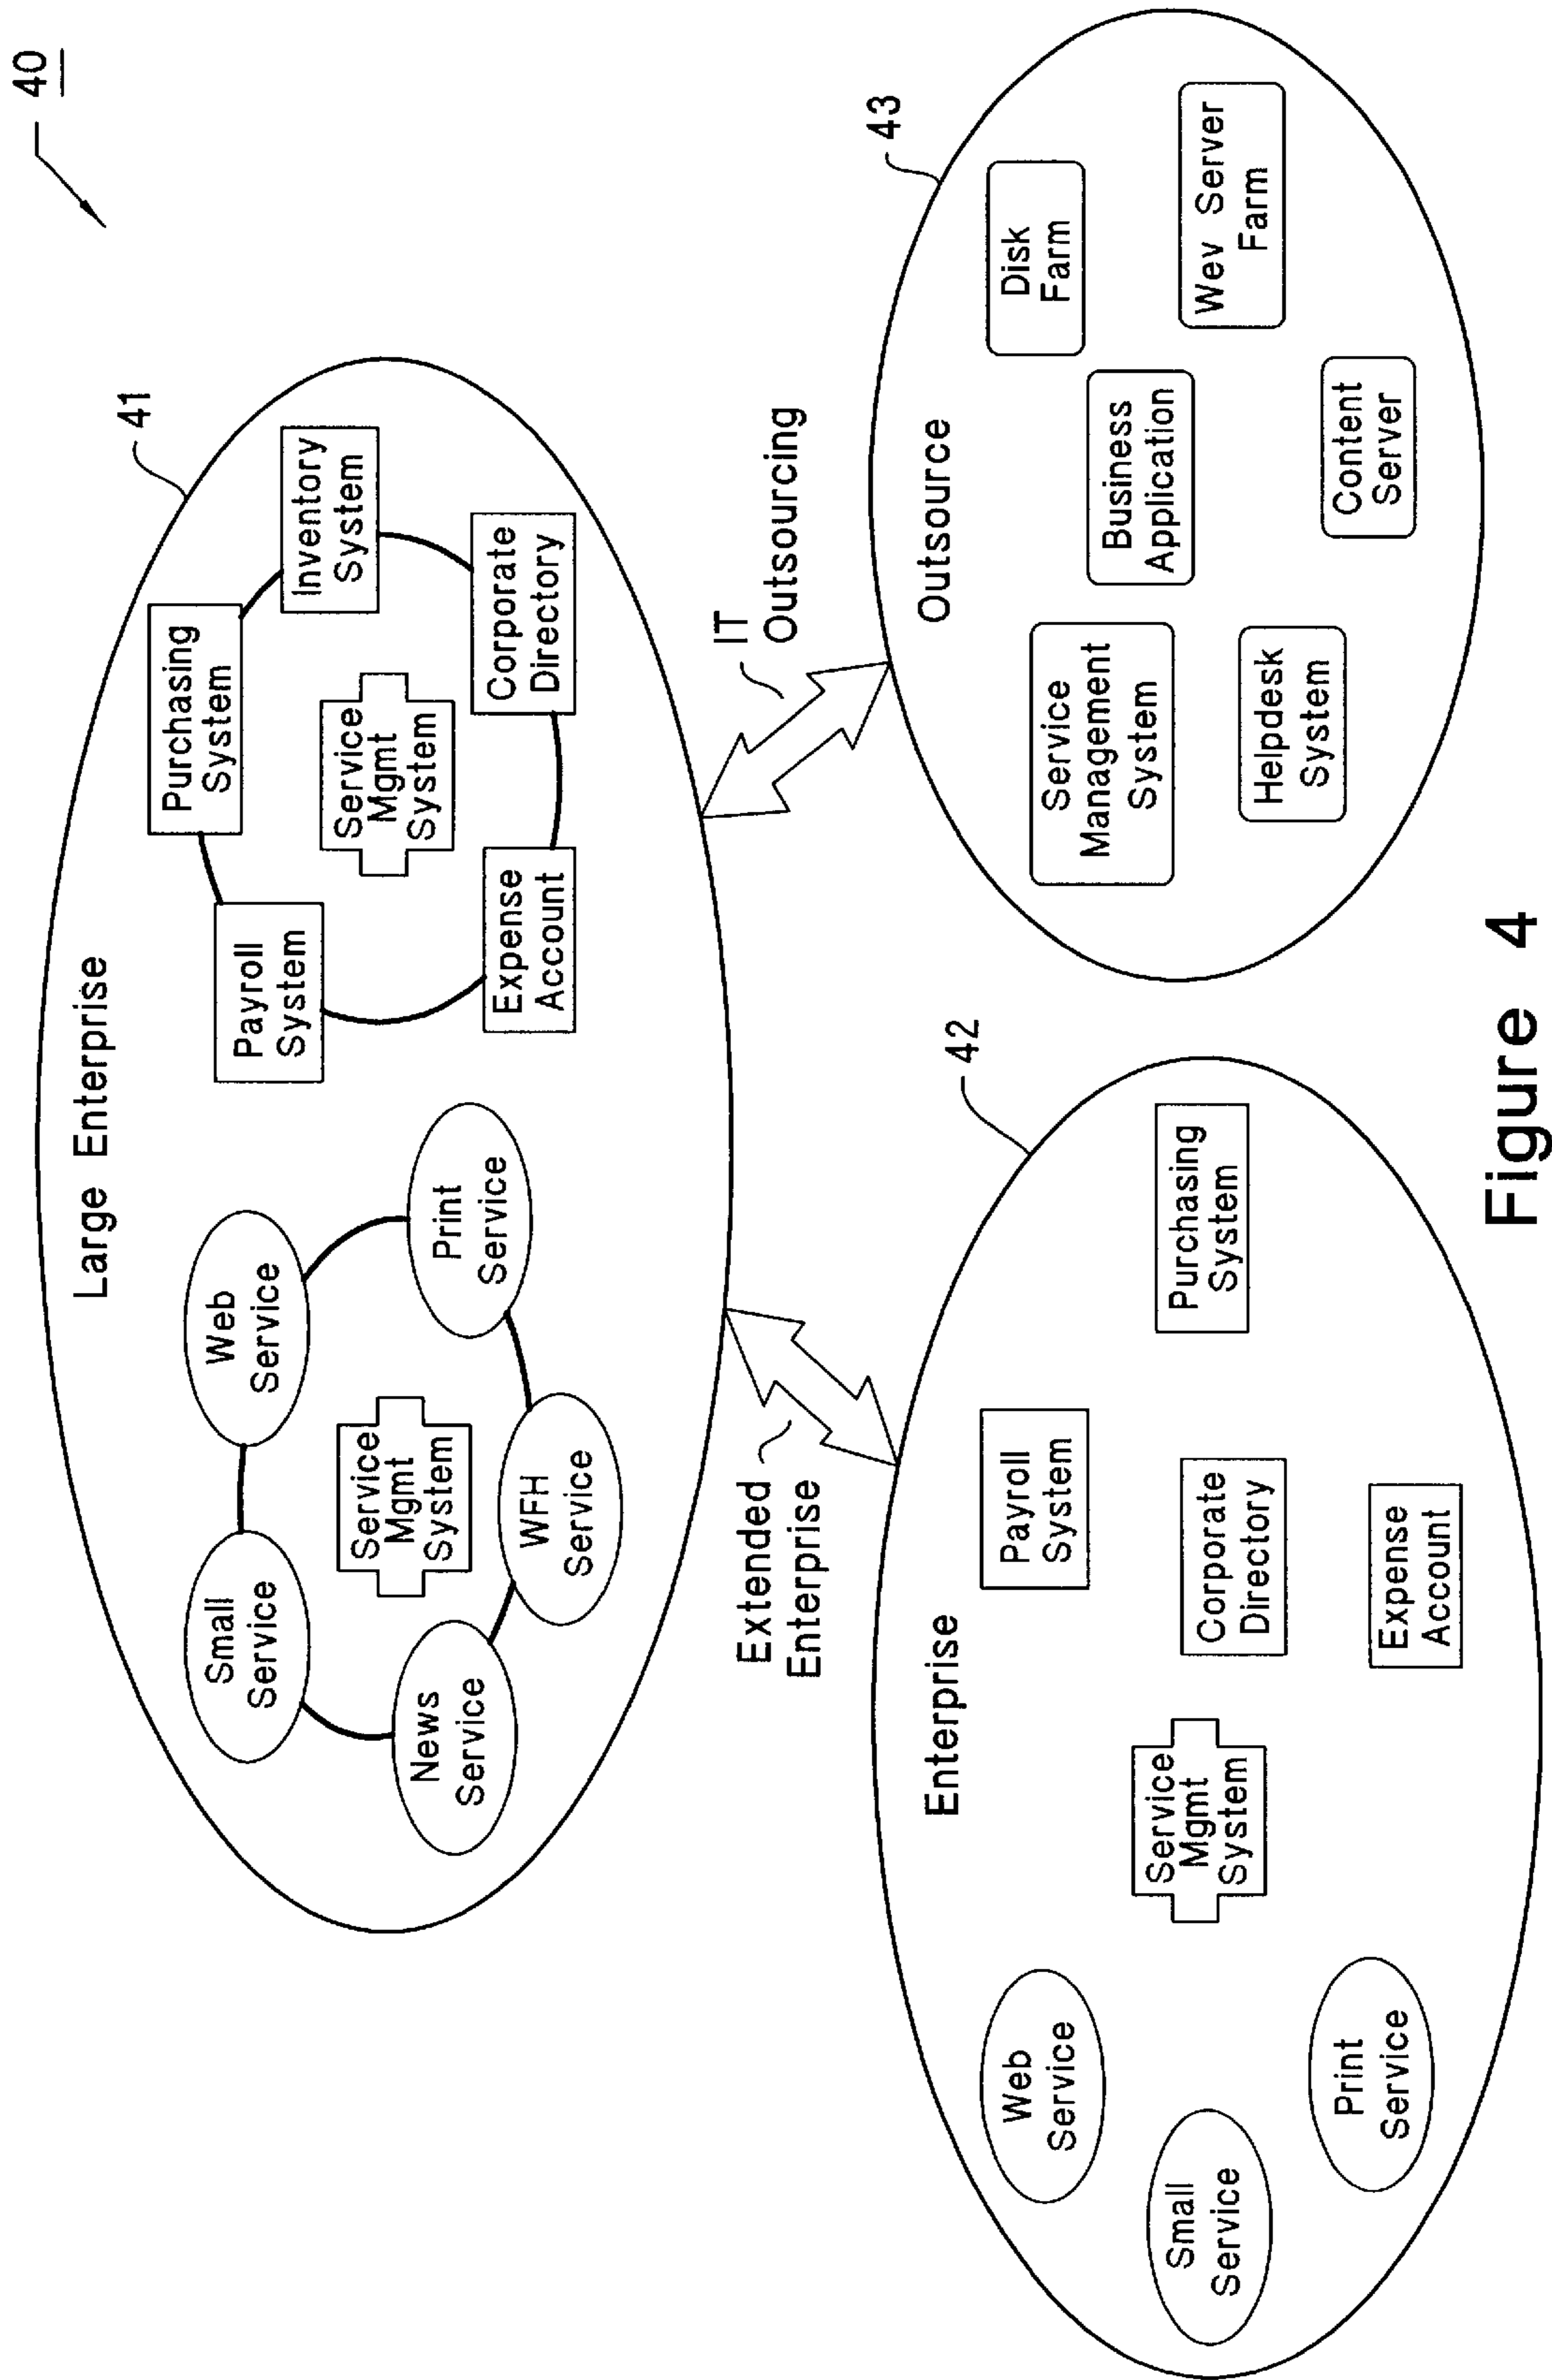 40
41
Large Enterprise
Small
Service
Web
Service
News
Service
Service
Mgmt
System
Print
Service
WFH
Service
Payroll
System
Purchasing
System
Inventory
System
Service
Mgmt
System
Expense
Account
Corporate
Directory
Extended
Enterprise
IT
Outsourcing
42
Enterprise
Web
Service
Small
Service
Print
Service
Service
Mgmt
System
Payroll
System
Corporate
Directory
Purchasing
System
Expense
Account
43
Outsource
Service
Management
System
Business
Application
Disk
Farm
Helpdesk
System
Content
Server
Wev Server
Farm
Figure 4